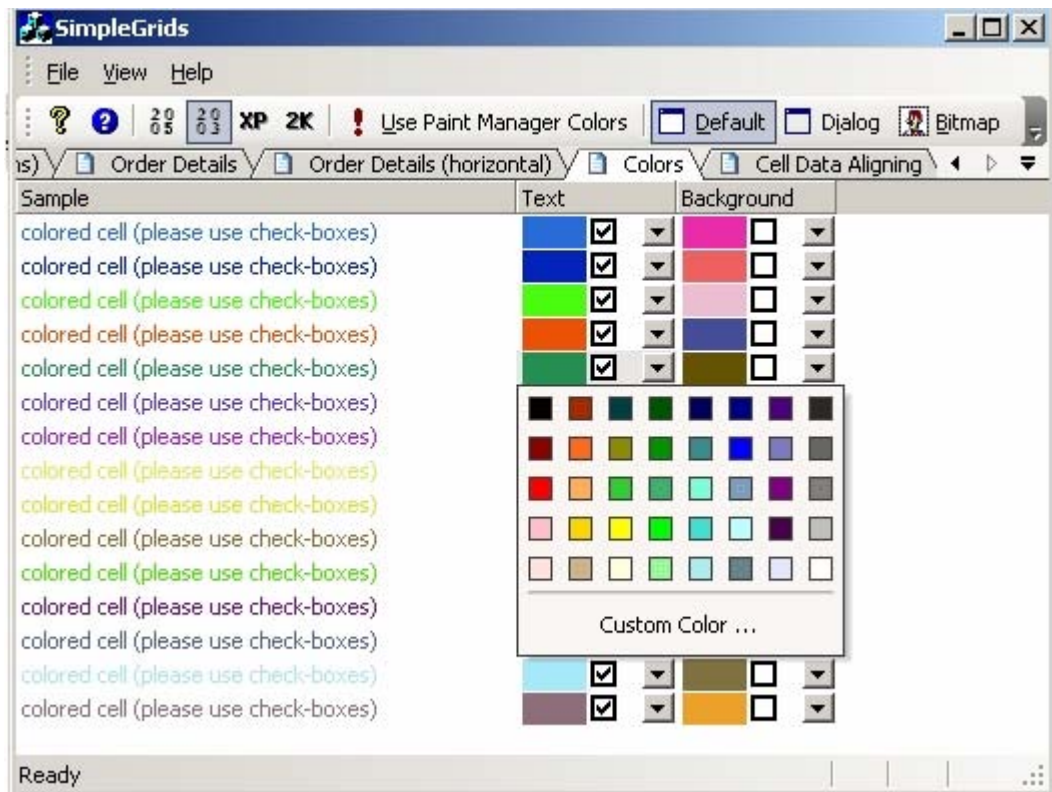 SimpleGrids
File View Help
2005 2003 XP 2K ! Use Paint Manager Colors Default Dialog Bitmap
ns) Order Details Order Details (horizontal) Colors Cell Data Aligning
Sample Text Background
colored cell (please use check-boxes)
colored cell (please use check-boxes)
colored cell (please use check-boxes)
colored cell (please use check-boxes)
colored cell (please use check-boxes)
colored cell (please use check-boxes)
colored cell (please use check-boxes)
colored cell (please use check-boxes)
colored cell (please use check-boxes)
colored cell (please use check-boxes)
colored cell (please use check-boxes)
colored cell (please use check-boxes)
Custom Color ...
colored cell (please use check-boxes)
colored cell (please use check-boxes)
colored cell (please use check-boxes)
Ready